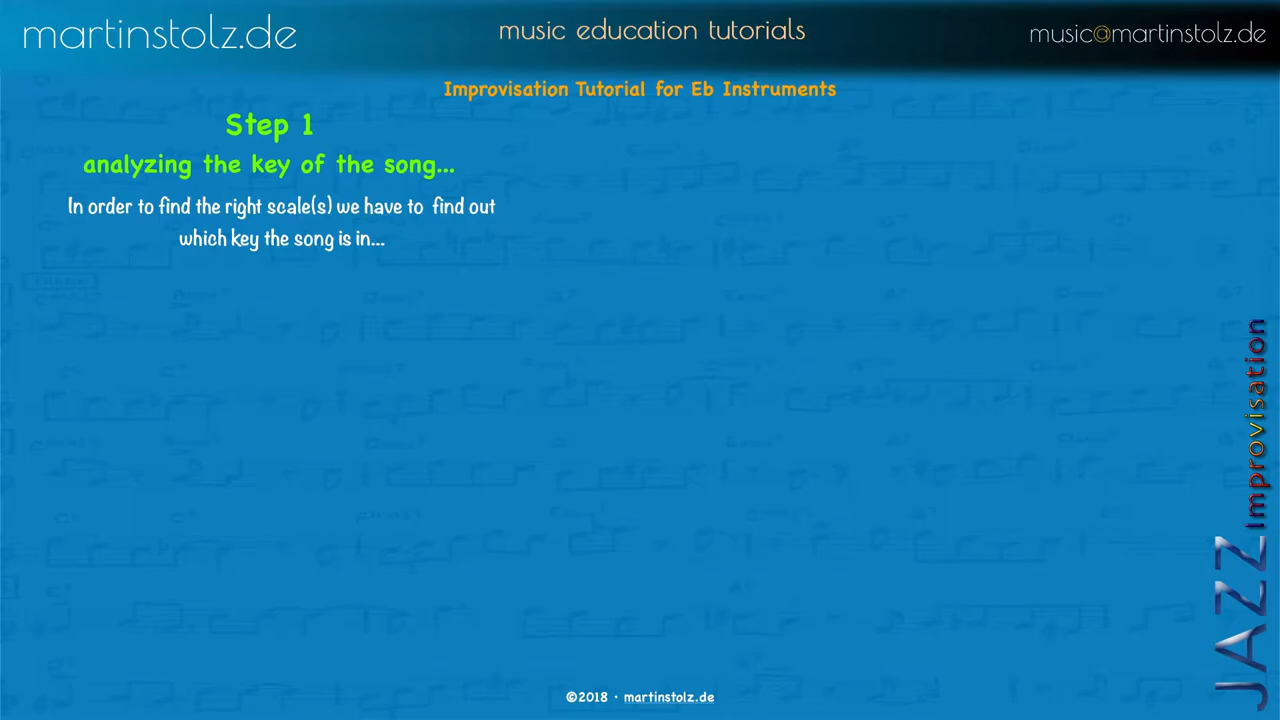 martinstolz.de
music education tutorials
music@martinstolz.de
Improvisation Tutorial for Eb Instruments
Step 1
analyzing the key of the song...
In order to find the right scale(s) we have to find out
which key the song is in...
JAZZ Improvisation
©2018 · martinstolz.de